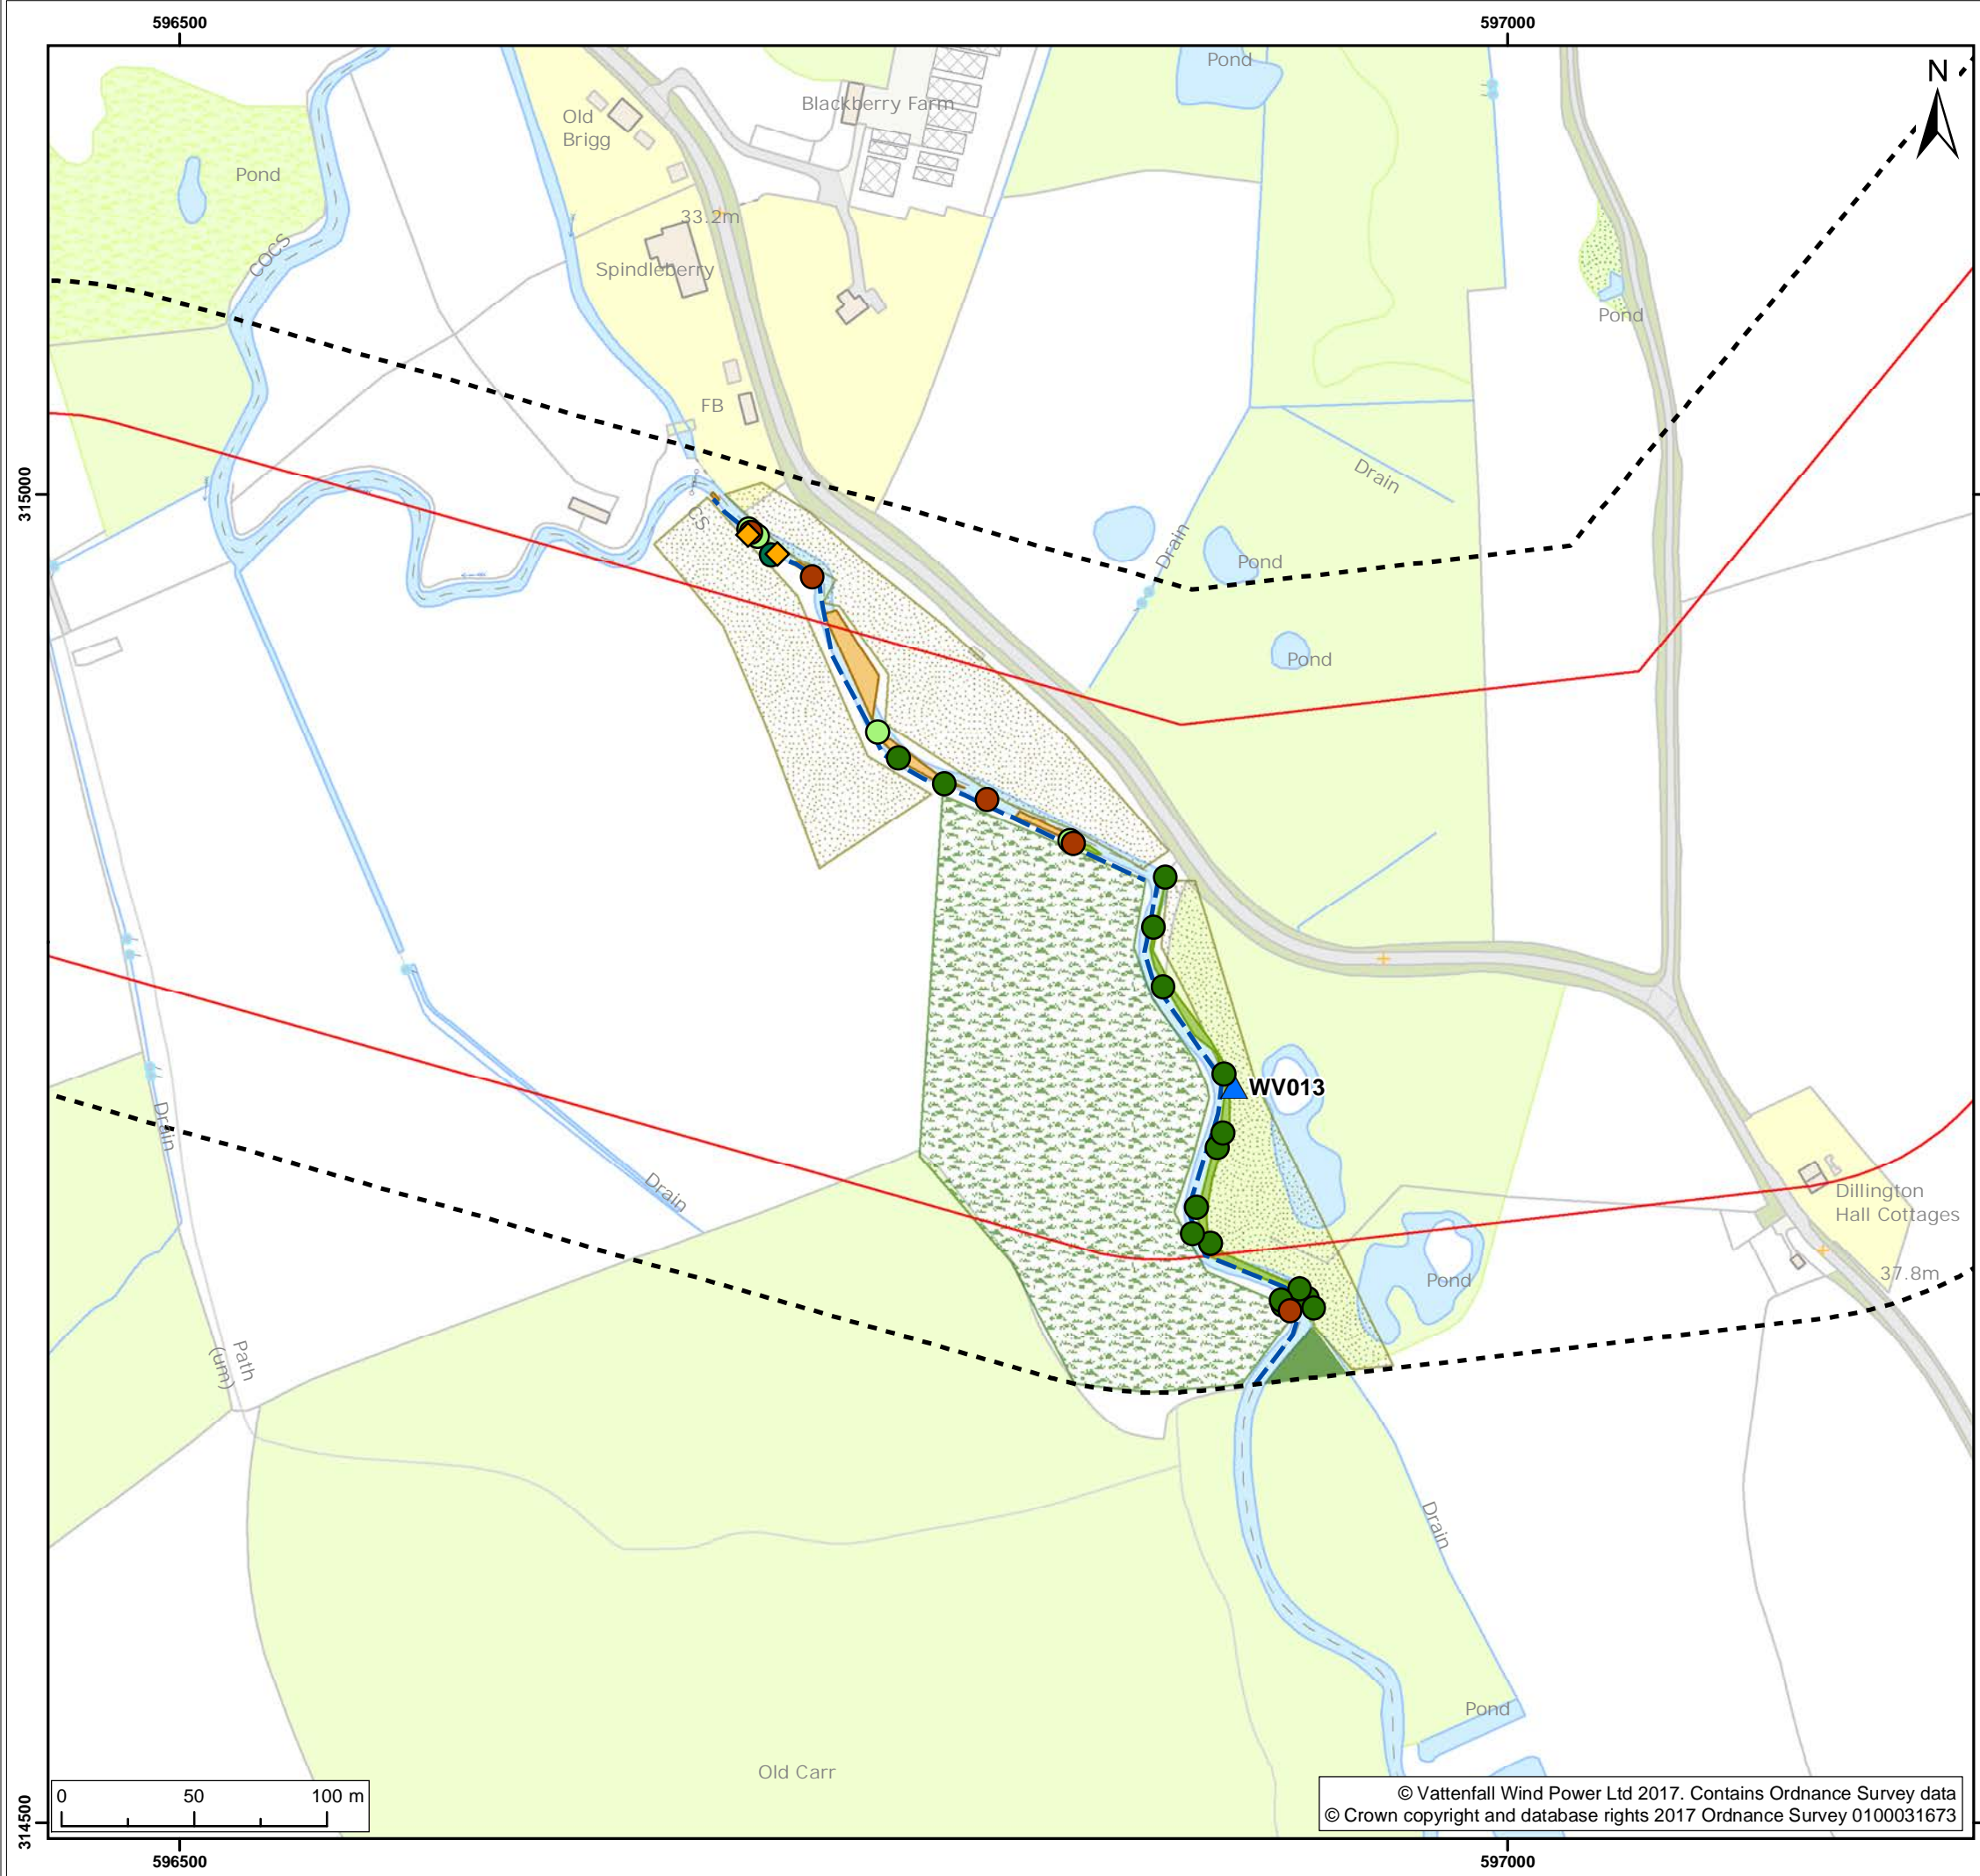 596500
597000
N
Pond
Blackberry Farm
Old
Brigg
Pond
33.2m
COCS
Spindleberry
Pond
FB
Drain
315000
CS
Drain
Pond
Pond
WV013
Drain
Drain
Dillington
Hall Cottages
Pond
37.8m
Path
(um)
Drain
Pond
Old Carr
0 50 100 m
© Vattenfall Wind Power Ltd 2017. Contains Ordnance Survey data
© Crown copyright and database rights 2017 Ordnance Survey 0100031673
314500
596500
597000